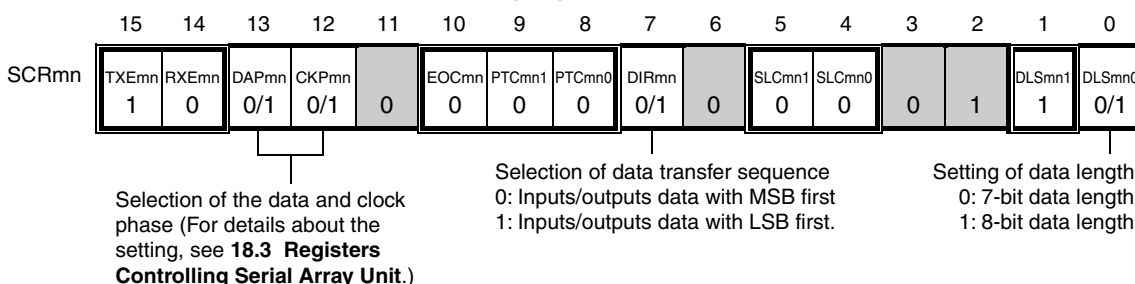 15 14 13 12 11 10 9 8 7 6 5 4 3 2 1 0
SCRmn TXEmn RXEmn DAPmn CKPmn EOCmn PTCmn1 PTCmn0 DIRmn SLCmn1 SLCmn0 DLSmn1 DLSmn0
1 0 0/1 0/1 0 0 0 0 0/1 0 0 0 0 1 1 0/1
Selection of the data and clock
phase (For details about the
setting, see 18.3 Registers
Controlling Serial Array Unit.)
Selection of data transfer sequence
0: Inputs/outputs data with MSB first
1: Inputs/outputs data with LSB first.
Setting of data length
0: 7-bit data length
1: 8-bit data length